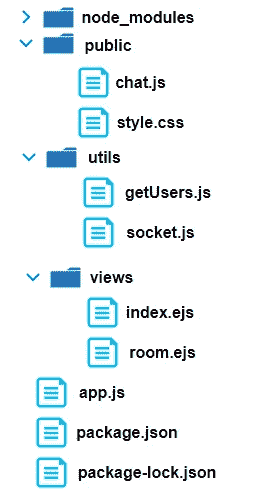 node_modules
public
chat.js
style.css
utils
getUsers.js
socket.js
views
index.ejs
room.ejs
app.js
package.json
package-lock.json